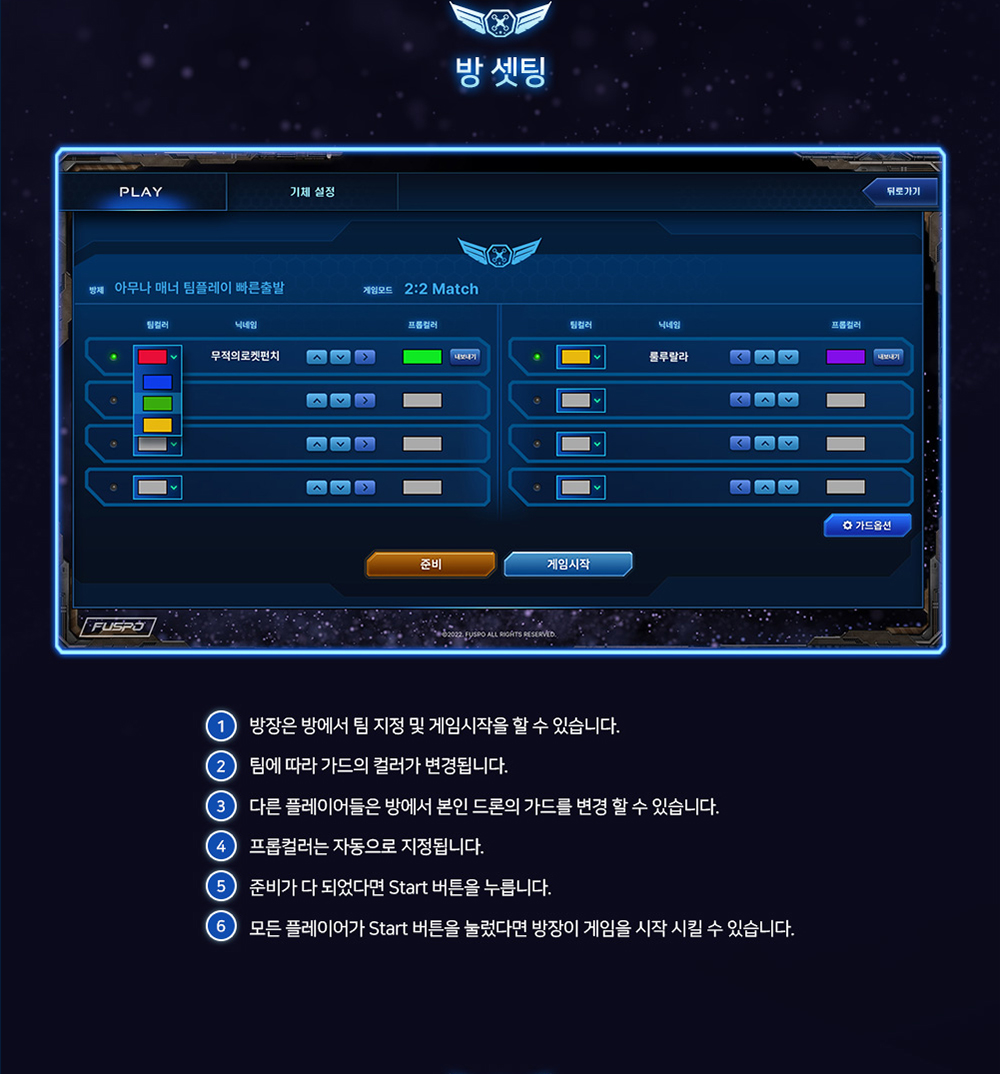 방 셋팅
PLAY
기체 설정
뒤로가기
방제 아무나 매너 팀플레이 빠른출발
게임모드 2:2 Match
팀컬러 닉네임 프롭컬러
팀컬러 닉네임 프롭컬러
무적의로켓펀치 내보내기
룰루랄라 내보내기
가드옵션
준비
게임시작
FUSPO
©2022. FUSPO ALL RIGHTS RESERVED.
1 방장은 방에서 팀 지정 및 게임시작을 할 수 있습니다.
2 팀에 따라 가드의 컬러가 변경됩니다.
3 다른 플레이어들은 방에서 본인 드론의 가드를 변경 할 수 있습니다.
4 프롭컬러는 자동으로 지정됩니다.
5 준비가 다 되었다면 Start 버튼을 누릅니다.
6 모든 플레이어가 Start 버튼을 눌렀다면 방장이 게임을 시작 시킬 수 있습니다.